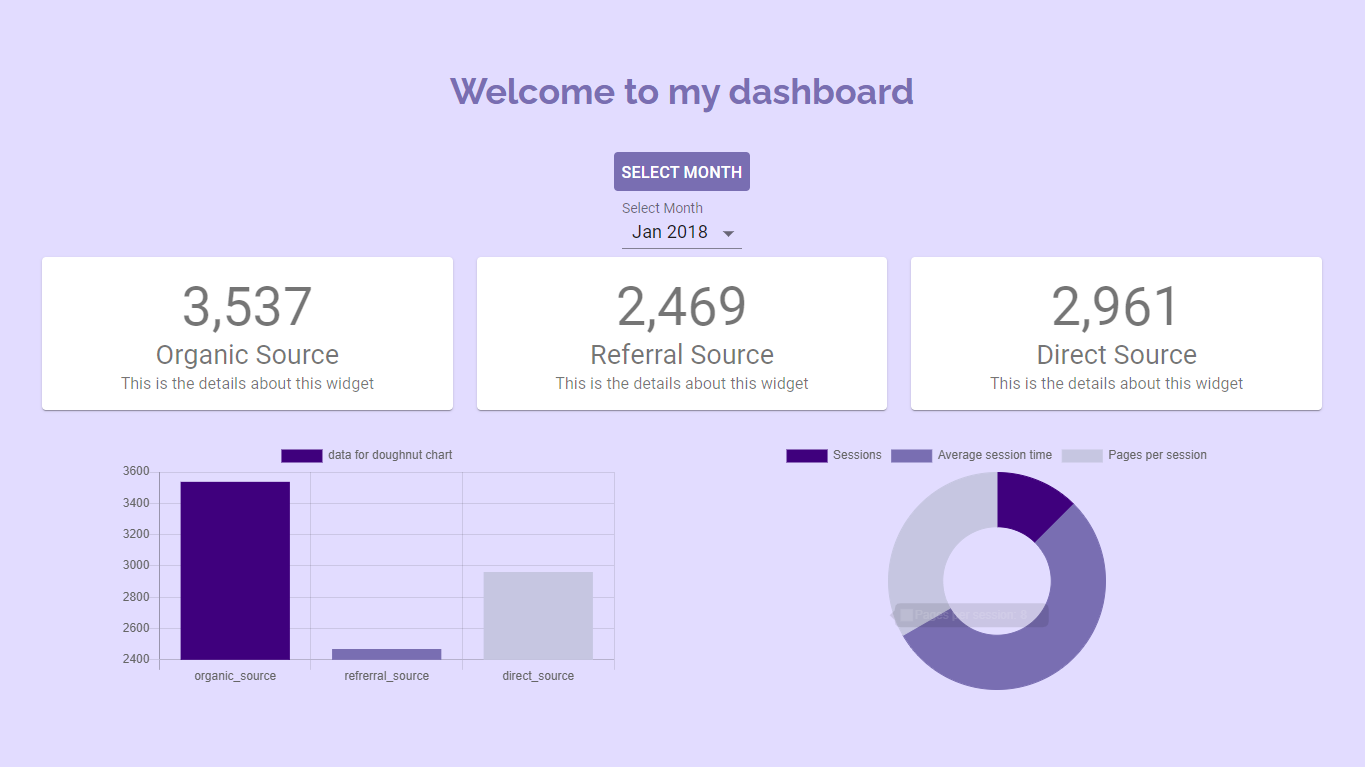 Welcome to my dashboard
SELECT MONTH
Select Month
Jan 2018
3,537
Organic Source
This is the details about this widget
2,469
Referral Source
This is the details about this widget
2,961
Direct Source
This is the details about this widget
data for doughnut chart
3600
3400
3200
3000
2800
2600
2400
organic_source
refrerral_source
direct_source
Sessions Average session time Pages per session
Pages per session: